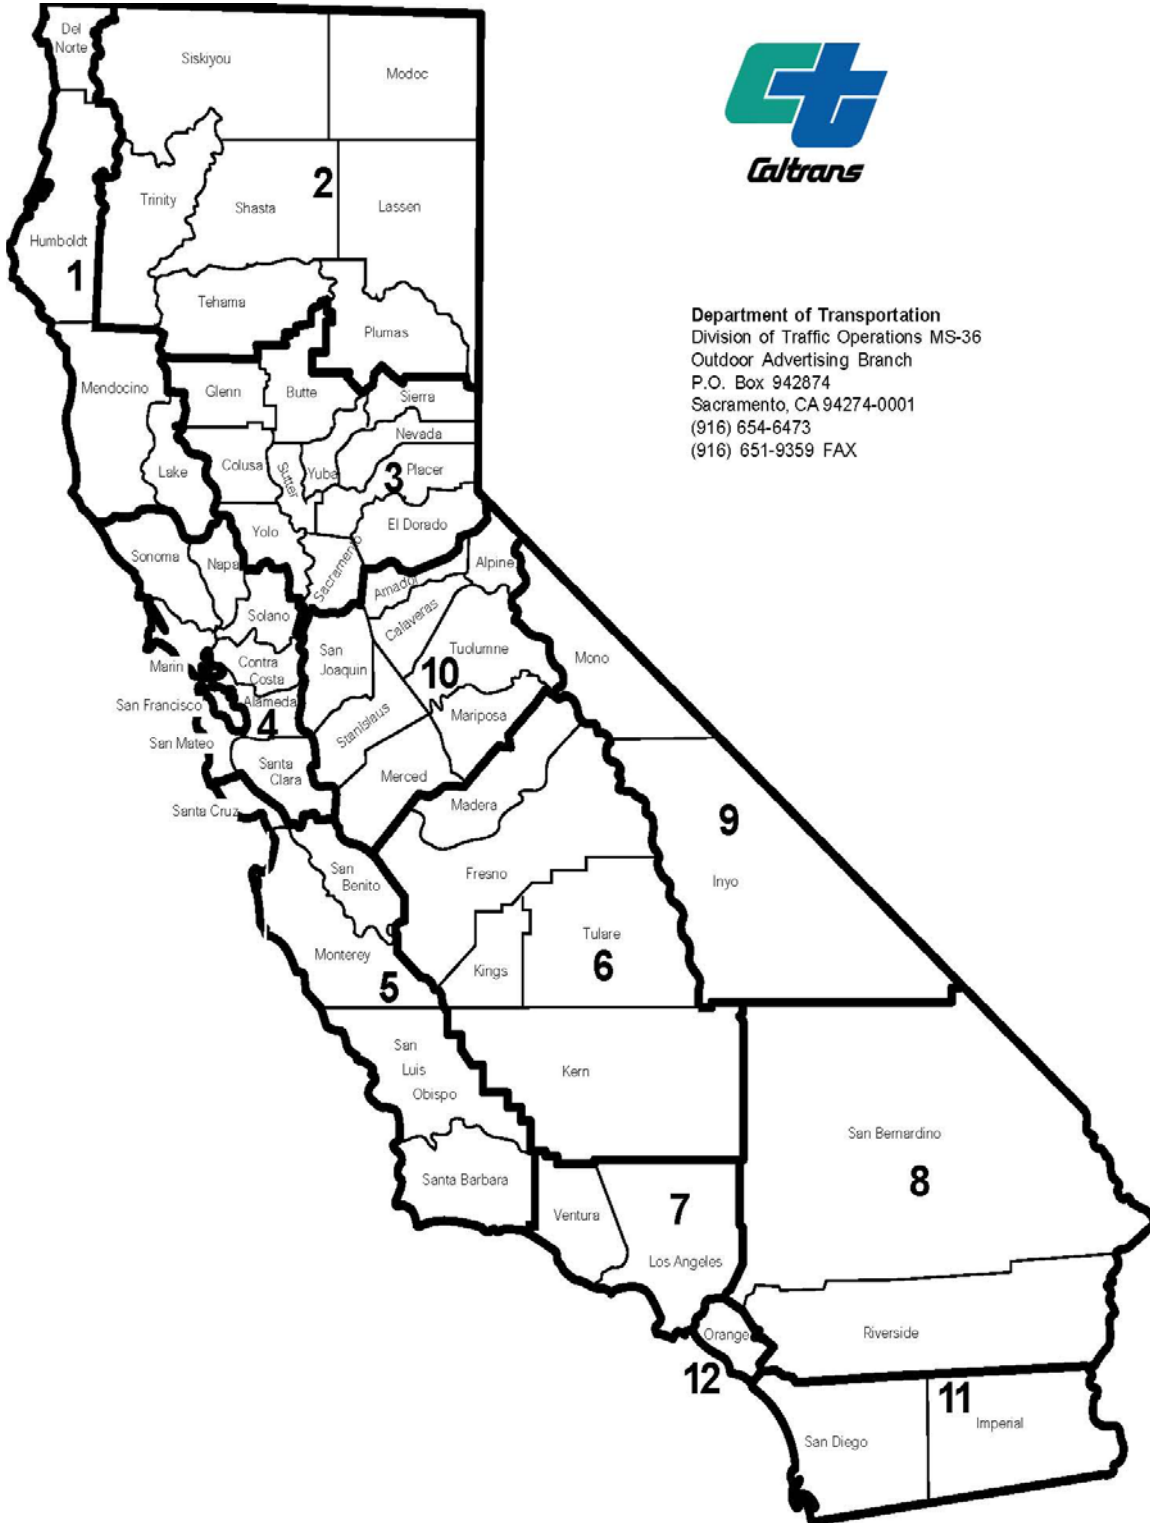 Del
Norte
Siskiyou
Modoc
Caltrans
2
Trinity
Shasta
Lassen
Humboldt
1
Tehama
Plumas
Department of Transportation
Division of Traffic Operations MS-36
Outdoor Advertising Branch
P.O. Box 942874
Sacramento, CA 94274-0001
(916) 654-6473
(916) 651-9359 FAX
Mendocino
Glenn
Butte
Sierra
Nevada
Lake
Colusa
Sutter
Yuba
3
Placer
Yolo
El Dorado
Sonoma
Napa
Sacramento
Amador
Alpine
Solano
Calaveras
Marin
Contra
Costa
San
Joaquin
Tuolumne
Mono
10
San Francisco
Alameda
4
Stanislaus
Mariposa
San Mateo
Santa
Clara
Merced
Madera
Santa Cruz
9
San
Benito
Fresno
Inyo
Monterey
5
Kings
Tulare
6
San
Luis
Obispo
Kern
San Bernardino
8
Santa Barbara
Ventura
7
Los Angeles
Orange
Riverside
12
11
San Diego
Imperial